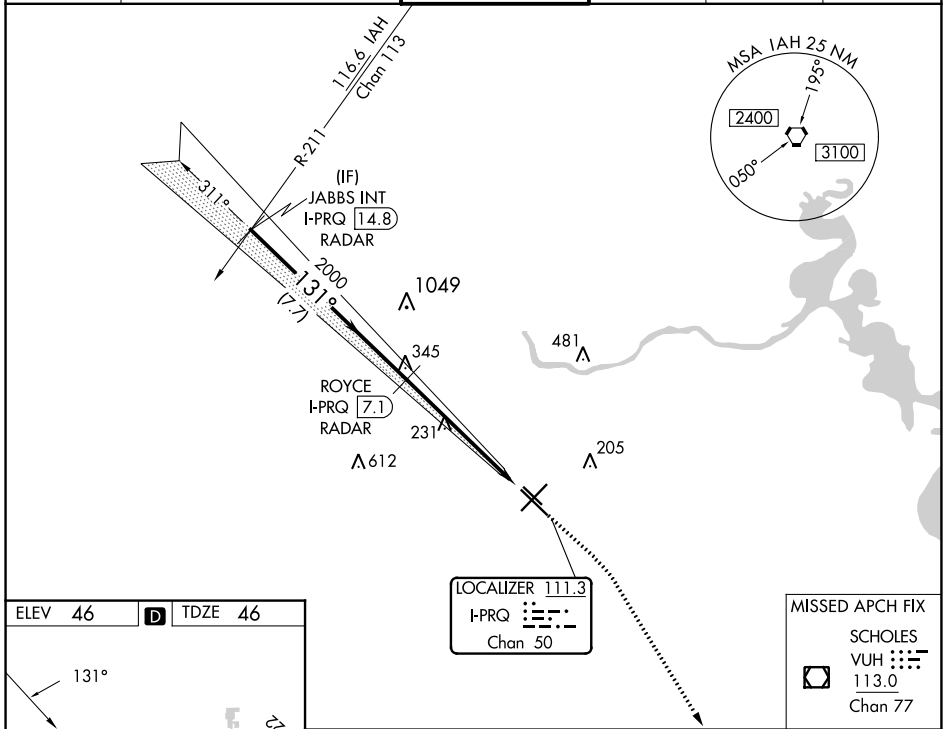 116.6 IAH
Chan 113
R-211
MSA IAH 25 NM
195°
2400
3100
050°
311°
(IF)
JABBS INT
I-PRQ 14.8
RADAR
2000
131°
(7.7)
1049
345
481
ROYCE
I-PRQ 7.1
RADAR
231
612
205
LOCALIZER 111.3
I-PRQ
Chan 50
MISSED APCH FIX
SCHOLES
VUH
113.0
Chan 77
ELEV 46 D TDZE 46
131°
22